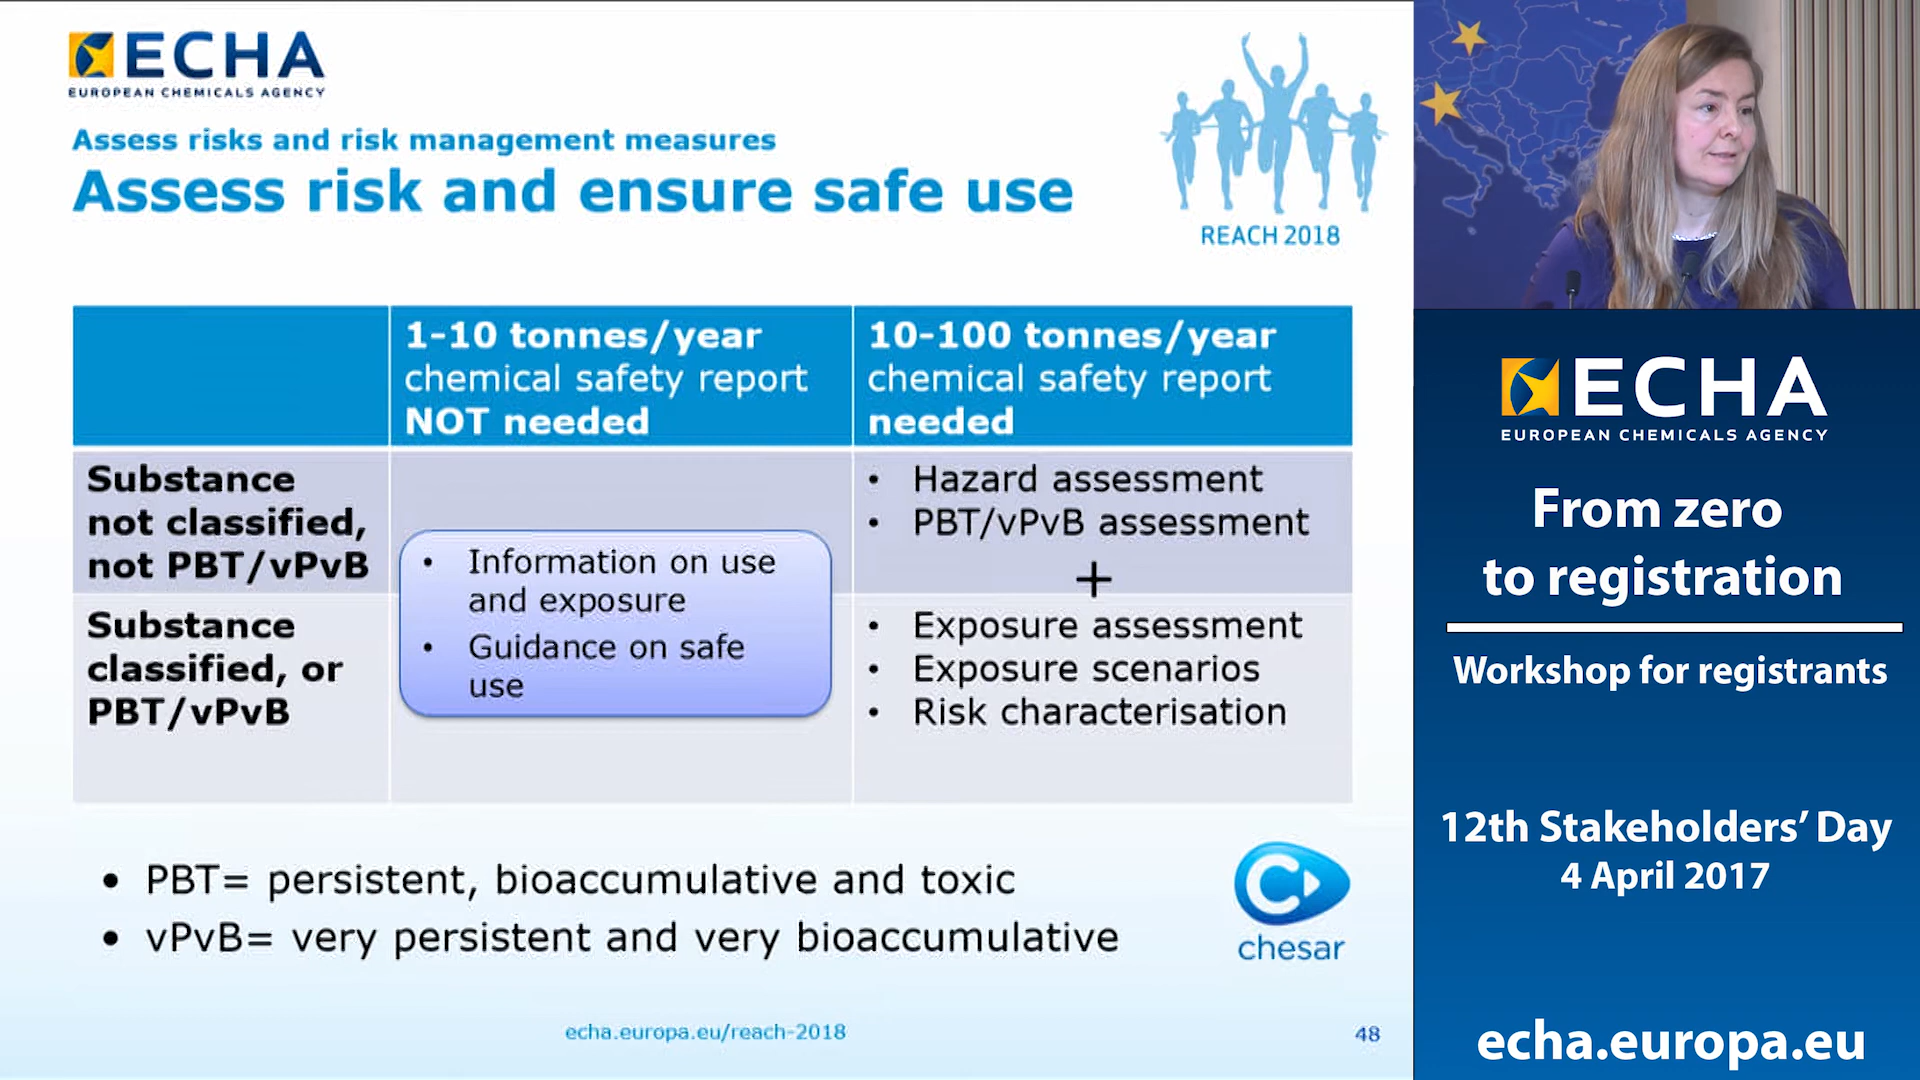 ECHA
EUROPEAN CHEMICALS AGENCY
Assess risks and risk management measures
Assess risk and ensure safe use
REACH 2018
1-10 tonnes/year
chemical safety report
NOT needed
10-100 tonnes/year
chemical safety report
needed
Substance
not classified,
not PBT/vPvB
• Information on use
and exposure
• Guidance on safe
use
• Hazard assessment
• PBT/vPvB assessment
+
Substance
classified, or
PBT/vPvB
• Exposure assessment
• Exposure scenarios
• Risk characterisation
• PBT= persistent, bioaccumulative and toxic
• vPvB= very persistent and very bioaccumulative
chesar
echa.europa.eu/reach-2018
48
ECHA
EUROPEAN CHEMICALS AGENCY
From zero
to registration
Workshop for registrants
12th Stakeholders’ Day
4 April 2017
echa.europa.eu